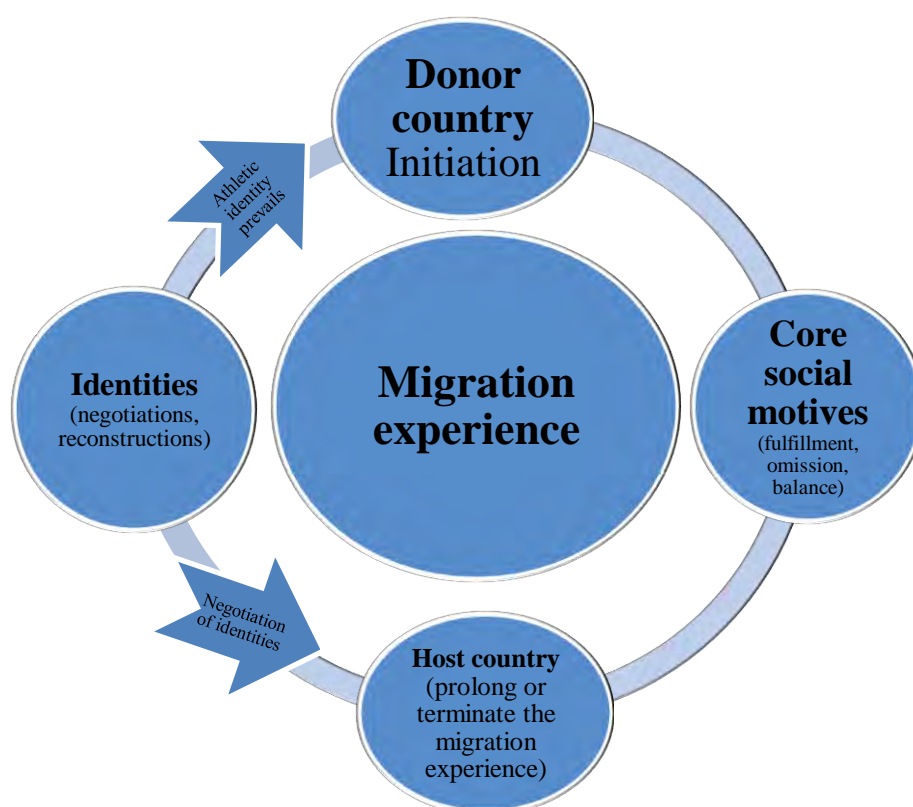 Donor
country
Initiation
Athletic
identity
prevails
Identities
(negotiations,
reconstructions)
Migration
experience
Core
social
motives
(fulfillment,
omission,
balance)
Negotiation
of identities
Host country
(prolong or
terminate the
migration
experience)